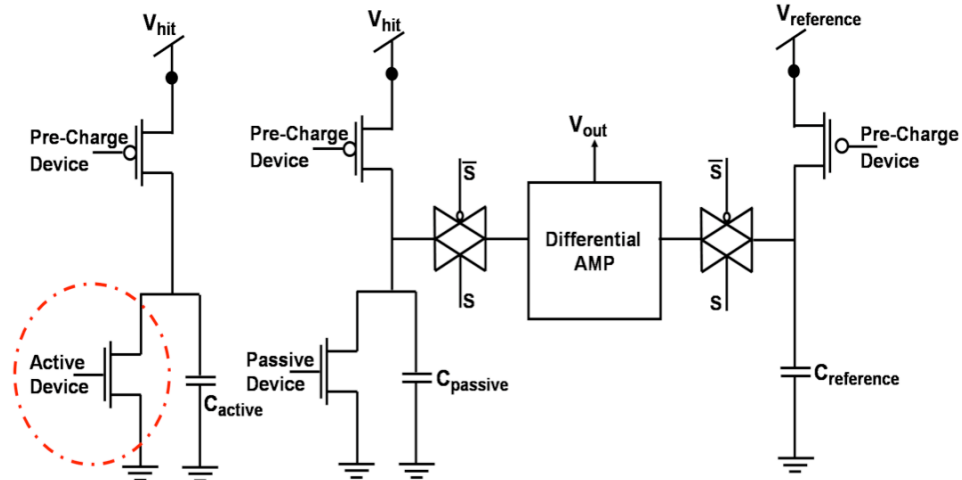 Vhit
Vhit
Vreference
Pre-Charge
Device
Pre-Charge
Device
Vout
Pre-Charge
Device
S̅
S̅
Differential
AMP
S
S
Active
Device
Cactive
Passive
Device
Cpassive
Creference